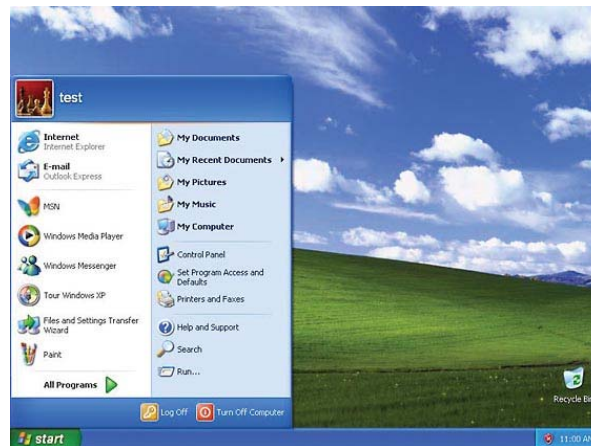 test
Internet
Internet Explorer
E-mail
Outlook Express
MSN
Windows Media Player
Windows Messenger
Tour Windows XP
Files and Settings Transfer
Wizard
Paint
All Programs
My Documents
My Recent Documents
My Pictures
My Music
My Computer
Control Panel
Set Program Access and
Defaults
Printers and Faxes
Help and Support
Search
Run...
Log Off
Turn Off Computer
Recycle Bin
start
11:00 AM